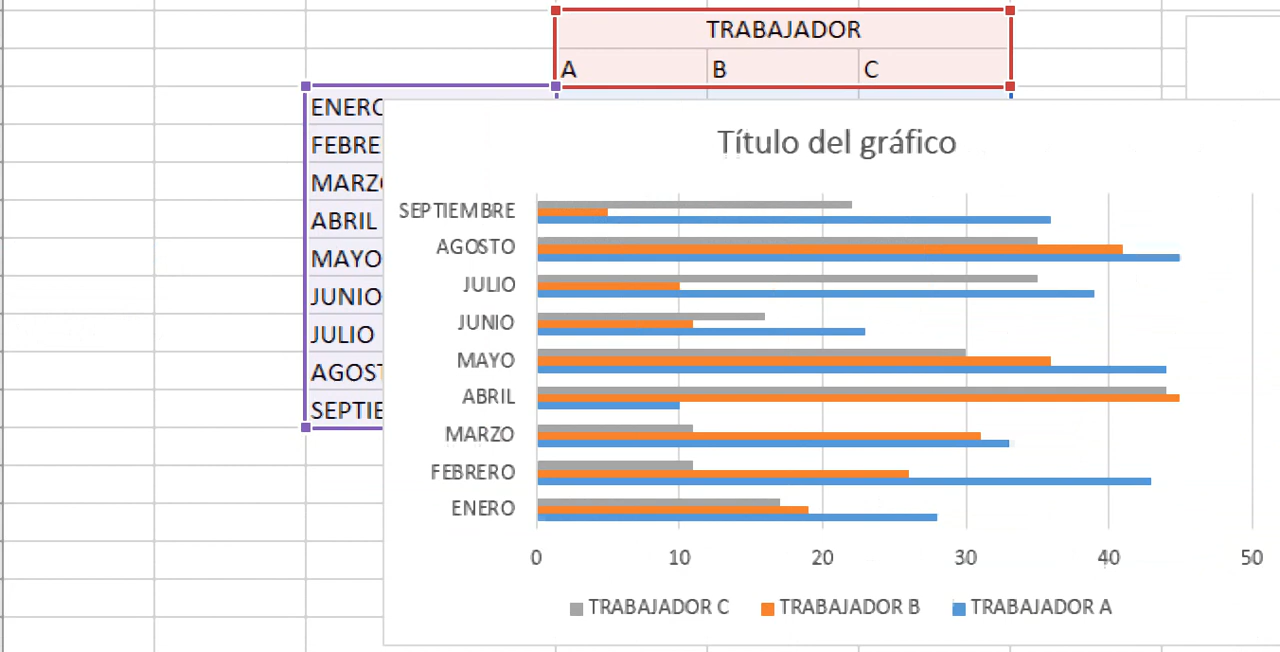 TRABAJADOR
A B C
ENERO
FEBRE
MARZO
ABRIL
MAYO
JUNIO
JULIO
AGOST
SEPTIE
Título del gráfico
SEPTIEMBRE
AGOSTO
JULIO
JUNIO
MAYO
ABRIL
MARZO
FEBRERO
ENERO
0 10 20 30 40 50
TRABAJADOR C TRABAJADOR B TRABAJADOR A